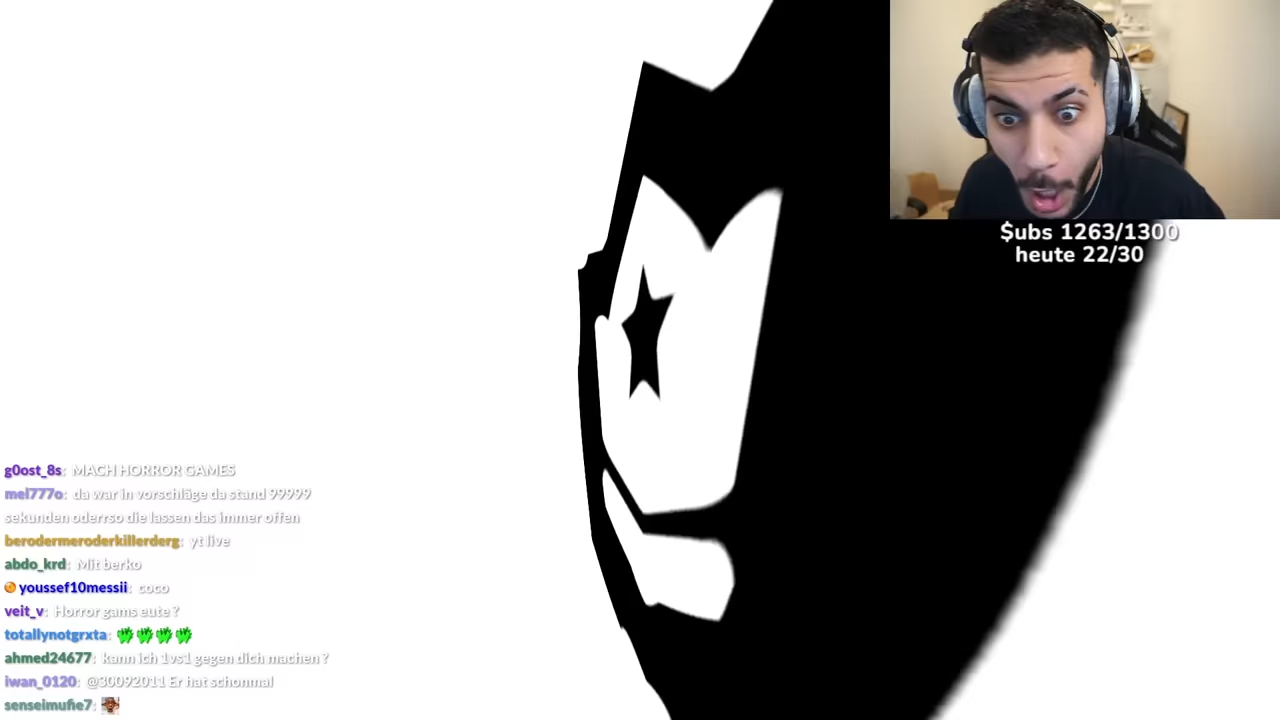 $ubs 1263/1300
heute 22/30
g0ost_8s: MACH HORROR GAMES
mel777o: da war in vorschläge da stand 99999
sekunden oderrso die lassen das immer offen
berodermeroderkillerderg: yt live
abdo_krd: Mit berko
youssef10messii: coco
veit_v: Horror gams eute ?
totallynotgrxta:
ahmed24677: kann ich 1vs1 gegen dich machen ?
iwan_0120: @30092011 Er hat schonmal
senseimufie7: